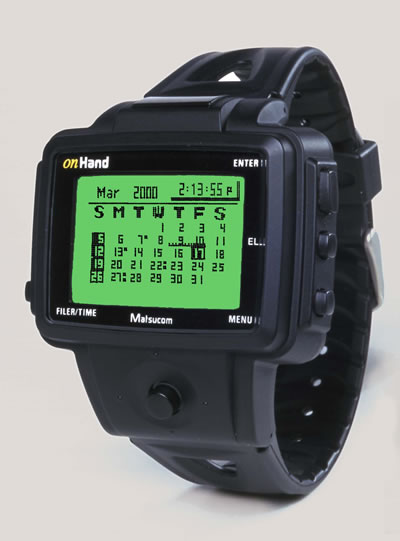 onHand
ENTER
Mar 2000 2:13:55 P
S M T W T F S
1 2 3 4
5 6 7 8 9 10 11
12 13 14 15 16 17 18
19 20 21 22 23 24 25
26 27 28 29 30 31
EL
FILER/TIME
Matsucom
MENU